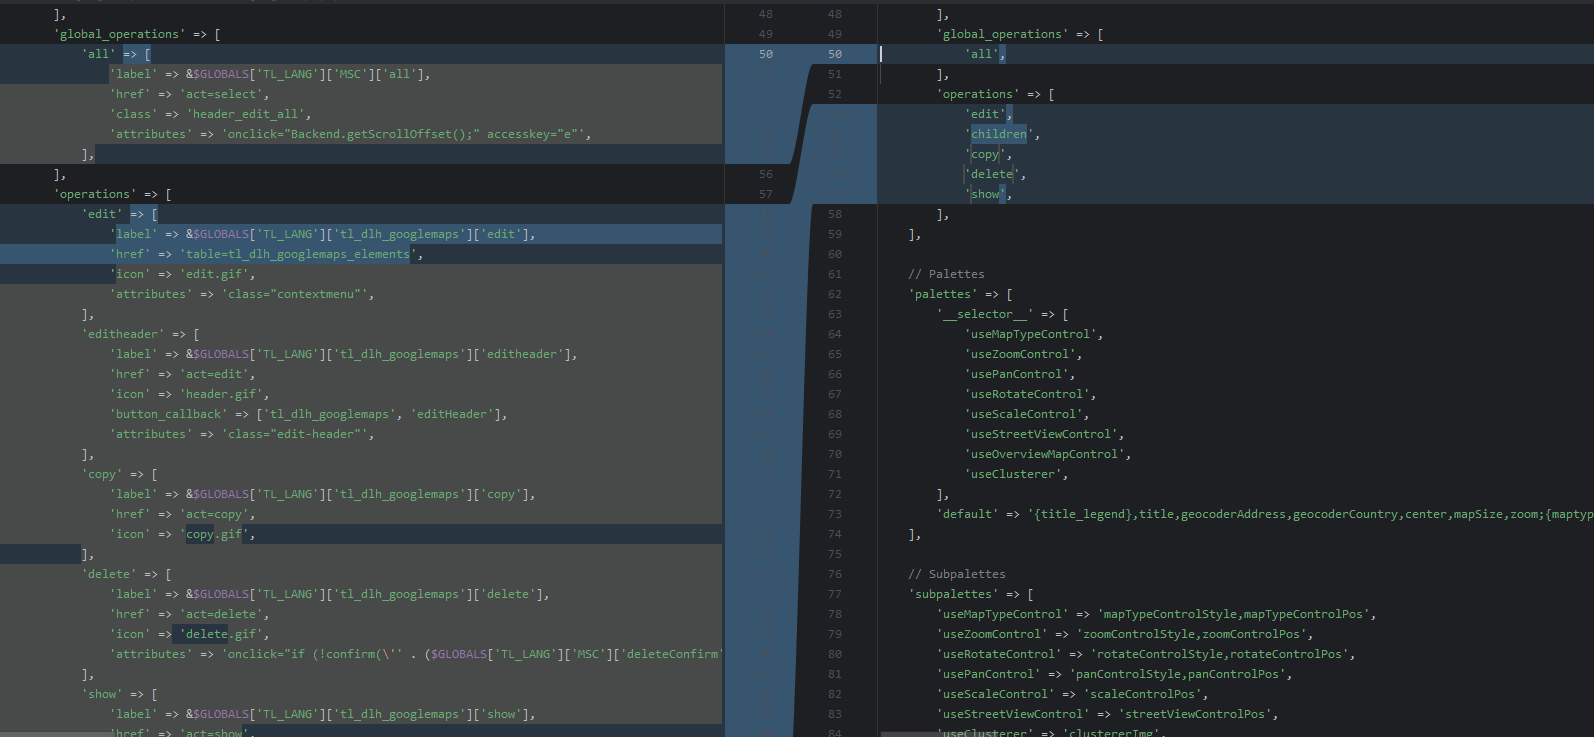 ],
'global_operations' => [
'all' => [
'label' => &$GLOBALS['TL_LANG']['MSC']['all'],
'href' => 'act=select',
'class' => 'header_edit_all',
'attributes' => 'onclick="Backend.getScrollOffset();" accesskey="e"',
],
],
'operations' => [
'edit' => [
'label' => &$GLOBALS['TL_LANG']['tl_dlh_googlemaps']['edit'],
'href' => 'table=tl_dlh_googlemaps_elements',
'icon' => 'edit.gif',
'attributes' => 'class="contextmenu"',
],
'editheader' => [
'label' => &$GLOBALS['TL_LANG']['tl_dlh_googlemaps']['editheader'],
'href' => 'act=edit',
'icon' => 'header.gif',
'button_callback' => ['tl_dlh_googlemaps', 'editHeader'],
'attributes' => 'class="edit-header"',
],
'copy' => [
'label' => &$GLOBALS['TL_LANG']['tl_dlh_googlemaps']['copy'],
'href' => 'act=copy',
'icon' => 'copy.gif',
],
'delete' => [
'label' => &$GLOBALS['TL_LANG']['tl_dlh_googlemaps']['delete'],
'href' => 'act=delete',
'icon' => 'delete.gif',
'attributes' => 'onclick="if (!confirm(\'' . ($GLOBALS['TL_LANG']['MSC']['deleteConfirm'
],
'show' => [
'label' => &$GLOBALS['TL_LANG']['tl_dlh_googlemaps']['show'],
'href' => 'act=show',
48 48
49 49
50 50
51
52
56
57
58
59
60
61
62
63
64
65
66
67
68
69
70
71
72
73
74
75
76
77
78
79
80
81
82
83
84
],
'global_operations' => [
'all',
],
'operations' => [
'edit',
'children',
'copy',
'delete',
'show',
],
],
// Palettes
'palettes' => [
'__selector__' => [
'useMapTypeControl',
'useZoomControl',
'usePanControl',
'useRotateControl',
'useScaleControl',
'useStreetViewControl',
'useOverviewMapControl',
'useClusterer',
],
'default' => '{title_legend},title,geocoderAddress,geocoderCountry,center,mapSize,zoom;{maptyp
],
// Subpalettes
'subpalettes' => [
'useMapTypeControl' => 'mapTypeControlStyle,mapTypeControlPos',
'useZoomControl' => 'zoomControlStyle,zoomControlPos',
'useRotateControl' => 'rotateControlStyle,rotateControlPos',
'usePanControl' => 'panControlStyle,panControlPos',
'useScaleControl' => 'scaleControlPos',
'useStreetViewControl' => 'streetViewControlPos',
'useClusterer' => 'clustererImg',